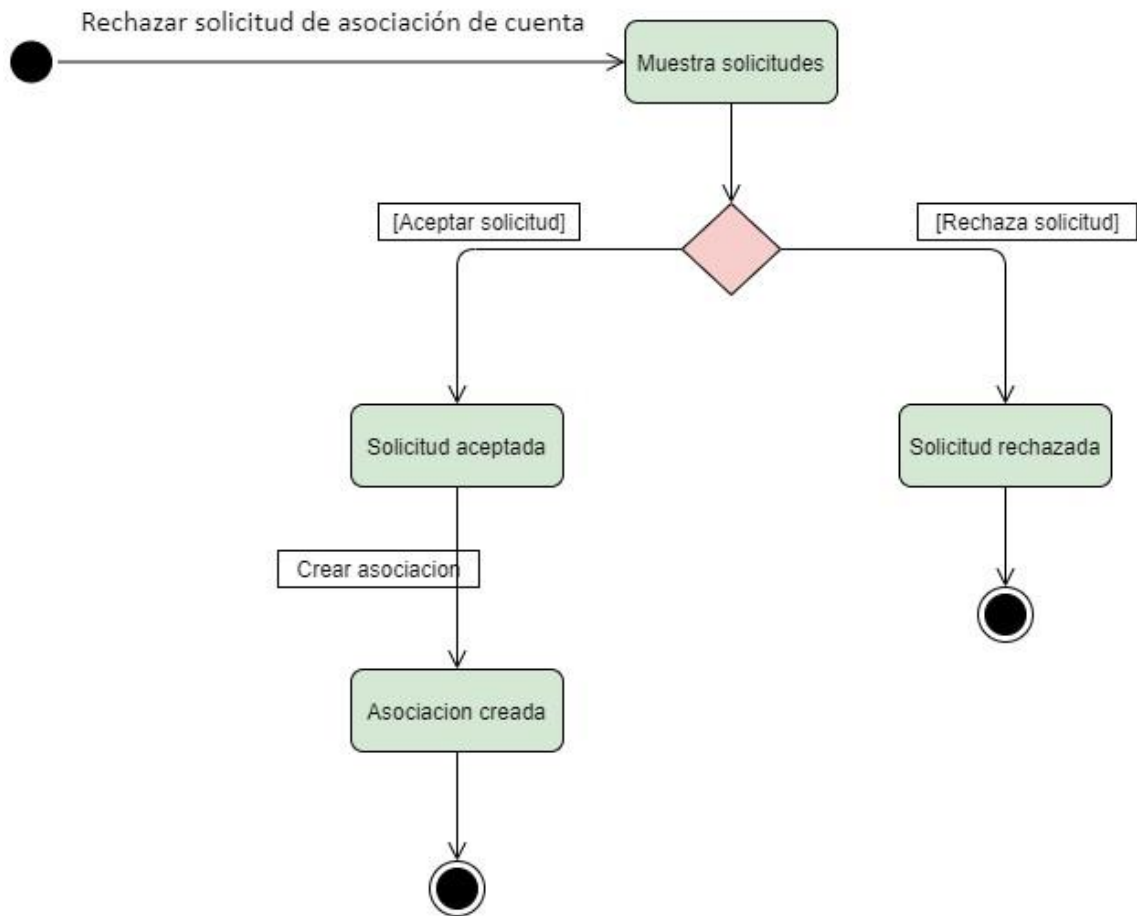 Rechazar solicitud de asociación de cuenta
Muestra solicitudes
[Aceptar solicitud]
[Rechaza solicitud]
Solicitud aceptada
Solicitud rechazada
Crear asociacion
Asociacion creada